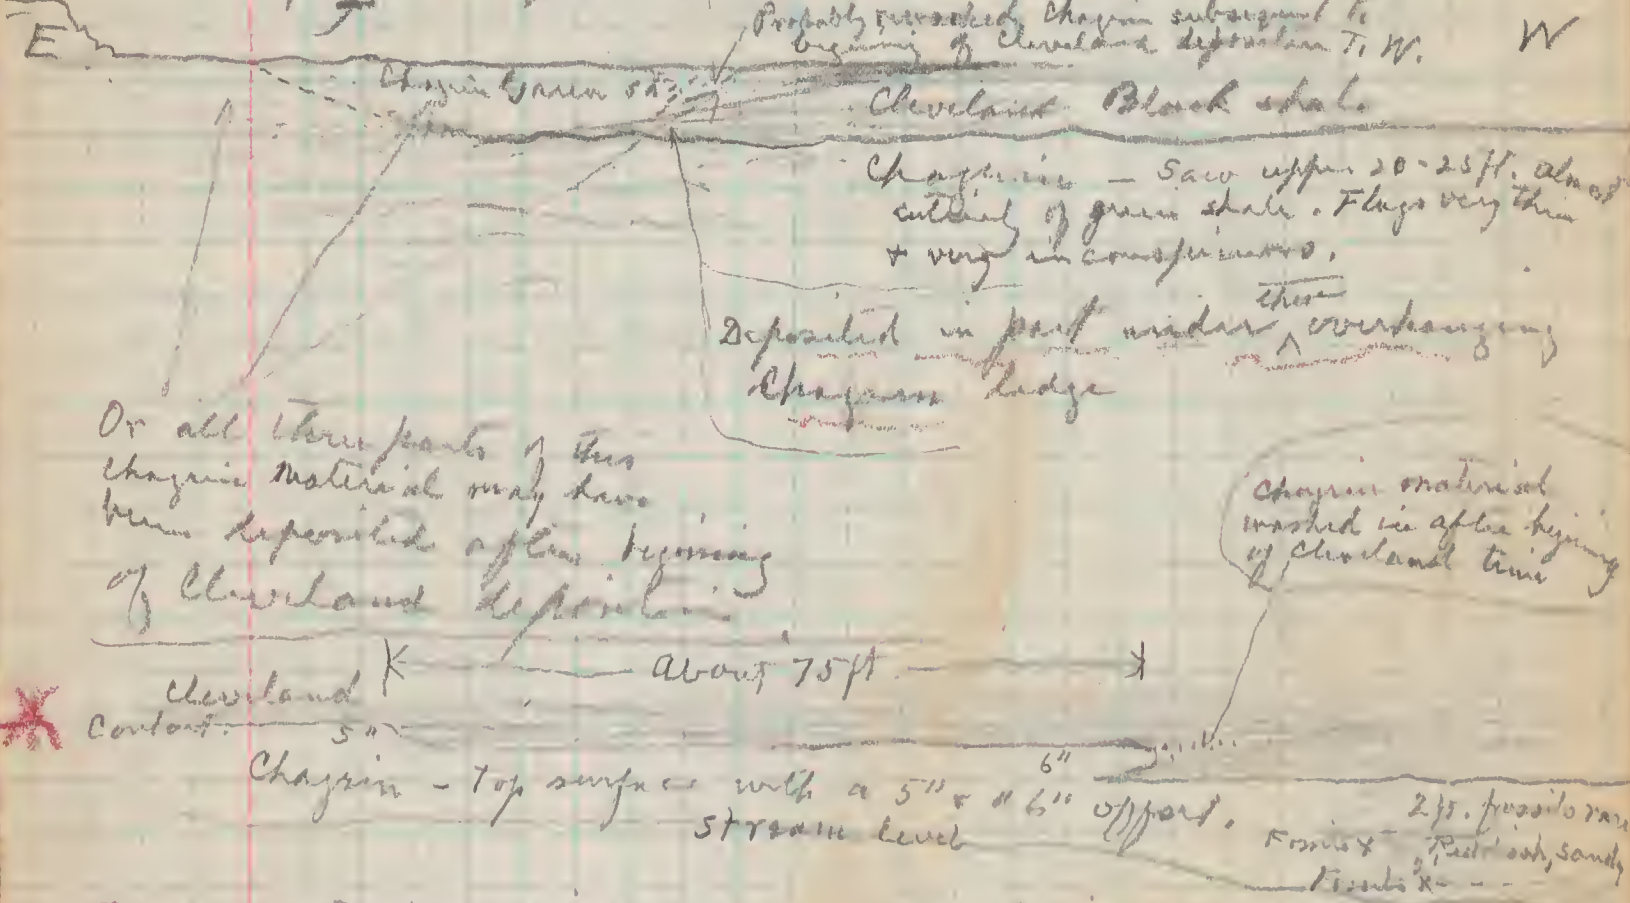 Probably reworked Chagrin subsequent to
beginning of Cleveland deposition T. W.
E
W
Chagrin Green sh.
Cleveland Black shale
Chagrin – Saw upper 20-25 ft. almost
entirely of green shale. Flags very thin
+ very inconspicuous.
Deposited in part under this overhanging
Chagrin ledge
Or all three parts of this
Chagrin material may have
been deposited after begining
of Cleveland deposition
Chagrin material
washed in after begining
of Cleveland time
About 75 ft
Cleveland
Contact
5"
6"
Chagrin – Top surface with a 5" & a 6" offset.
Stream level
2 ft. fossils rare
Fossils x Reddish, sandy
Fossils x - - -